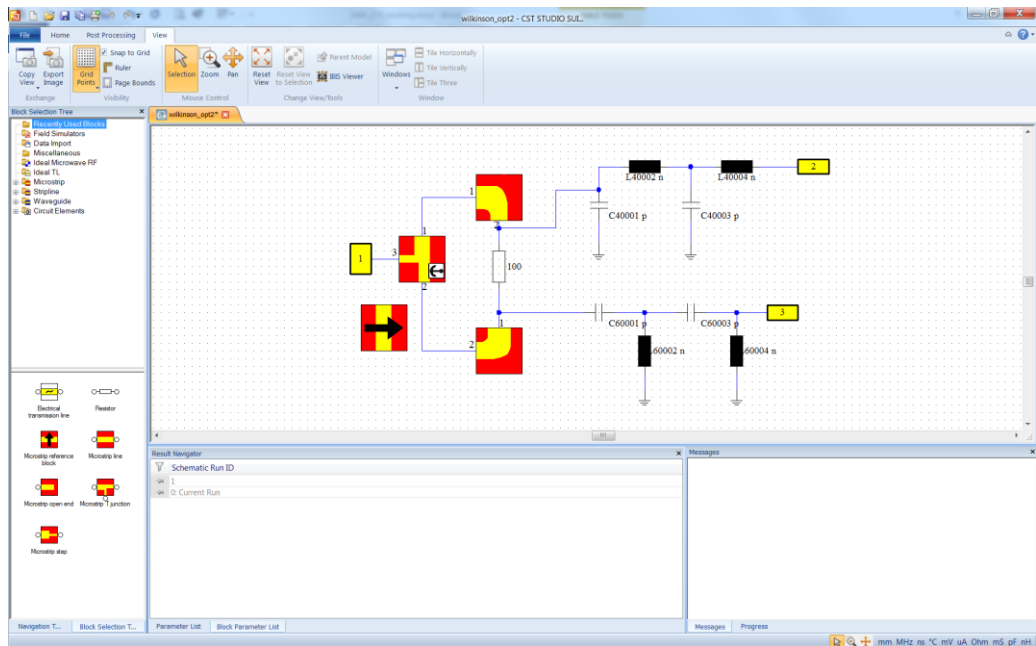 wilkinson_opt2 - CST STUDIO SUI...
File Home Post Processing View
Copy View Export Image Grid Points Snap to Grid Ruler Page Bounds Selection Zoom Pan Reset View Reset View to Selection Parent Model IBIS Viewer Windows Tile Horizontally Tile Vertically Tile Three
Exchange Visibility Mouse Control Change View/Tools Window
Block Selection Tree
Recently Used Blocks
Field Simulators
Data Import
Miscellaneous
Ideal Microwave RF
Ideal TL
Microstrip
Stripline
Waveguide
Circuit Elements
Electrical transmission line
Resistor
Microstrip reference block
Microstrip line
Microstrip open end
Microstrip T junction
Microstrip step
Navigation T...
Block Selection T...
wilkinson_opt2*
2
L40002 n
L40004 n
1
C40001 p
C40003 p
2
1
3
1
100
2
1
C60001 p
C60003 p
3
2
L60002 n
L60004 n
Result Navigator
Schematic Run ID
1
0: Current Run
Parameter List
Block Parameter List
Messages
Messages
Progress
mm MHz ns °C mV uA Ohm mS pF nH